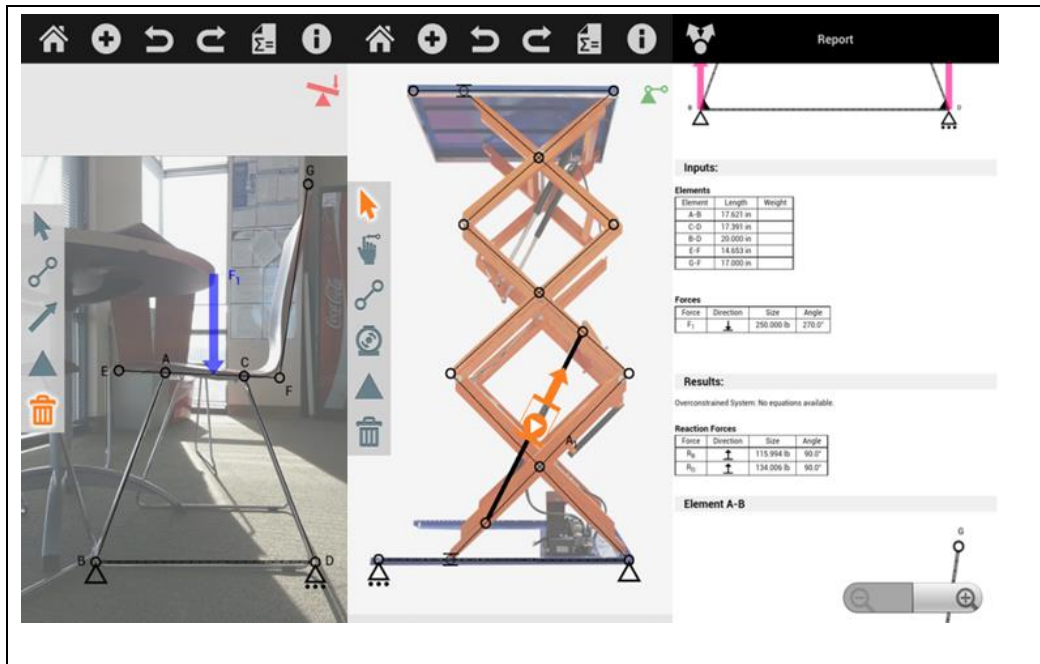 Report
G
F₁
A
C
E
F
B
D
A₁
B
D
Inputs:
Elements
Element Length Weight
A-B 17.621 in
C-D 17.391 in
B-D 20.000 in
E-F 14.653 in
G-F 17.000 in
Forces
Force Direction Size Angle
F₁ 250.000 lb 270.0°
Results:
Overconstrained System: No equations available.
Reaction Forces
Force Direction Size Angle
R_B 115.994 lb 90.0°
R_D 134.006 lb 90.0°
Element A-B
G